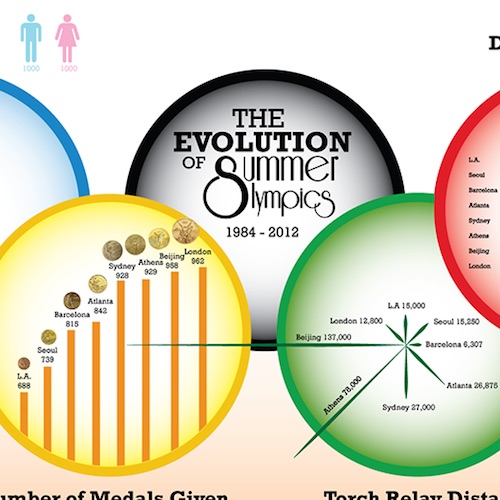 1000 1000
D
THE
EVOLUTION
OF Summer
Olympics
1984 - 2012
L.A.
Seoul
Barcelona
Atlanta
Sydney
Athens
Beijing
London
L.A.
688
Seoul
739
Barcelona
815
Atlanta
842
Sydney
928
Athens
929
Beijing
958
London
962
L.A 15,000
London 12,800
Seoul 15,250
Beijing 137,000
Barcelona 6,307
Atlanta 26,875
Athens 78,000
Sydney 27,000
umber of Medals Given
Torch Relay Dista